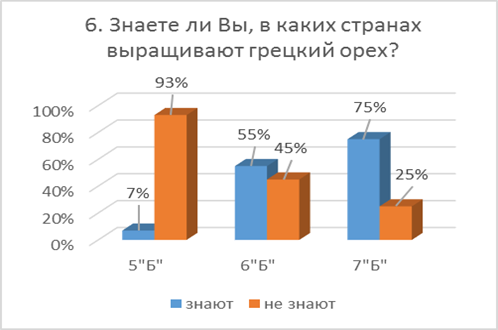 6. Знаете ли Вы, в каких странах
выращивают грецкий орех?
93%
100%
75%
80%
55%
45%
60%
40%
25%
7%
20%
0%
5"Б"
6"Б"
7"Б"
знают
не знают